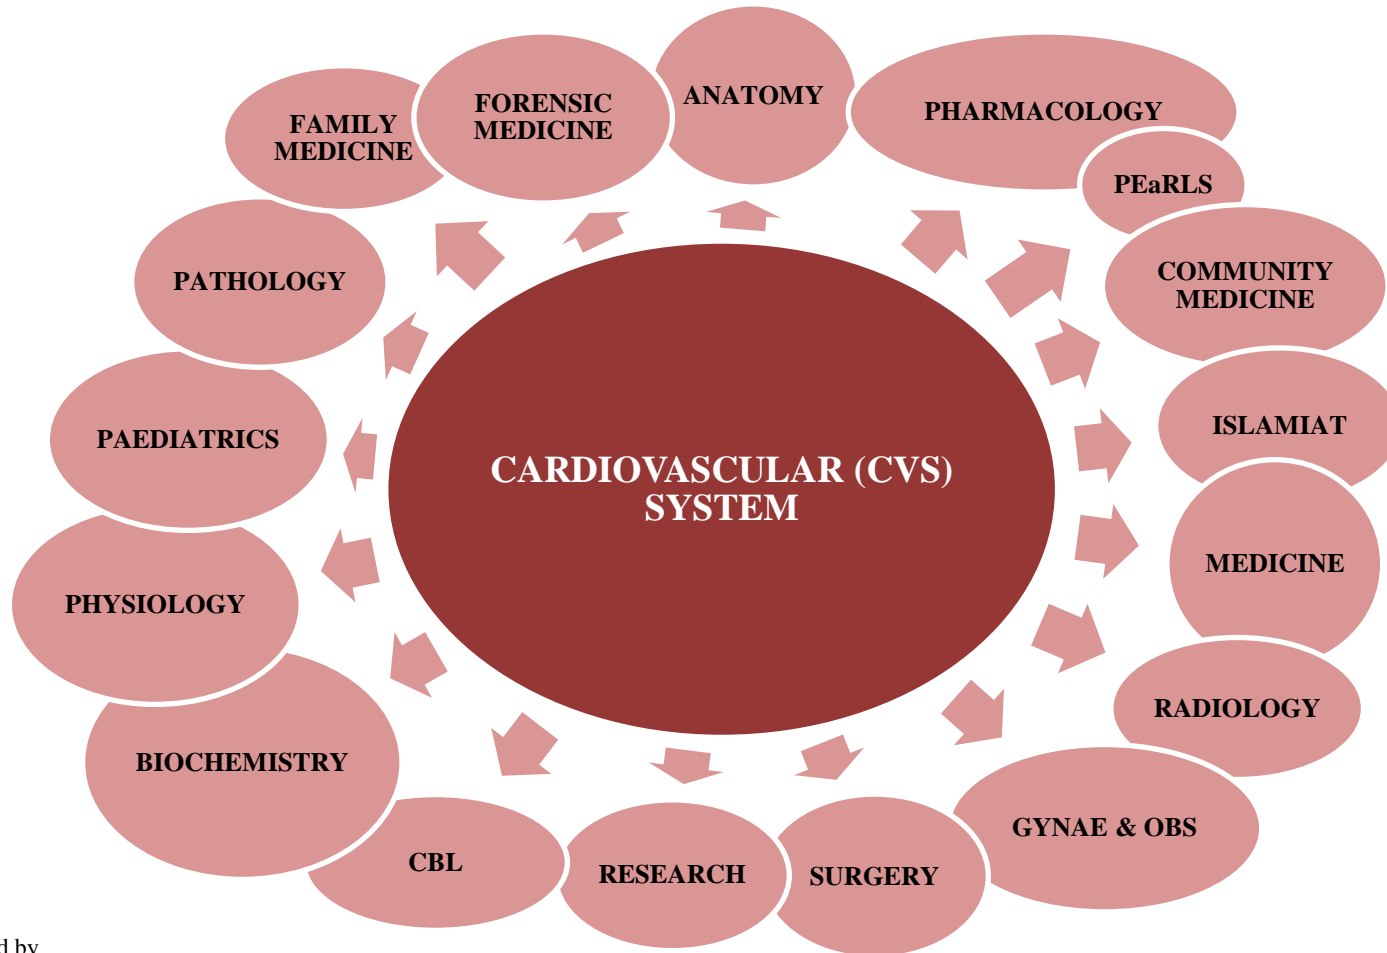 ANATOMY
PHARMACOLOGY
PEaRLS
COMMUNITY
MEDICINE
ISLAMIAT
MEDICINE
RADIOLOGY
GYNAE & OBS
SURGERY
RESEARCH
CBL
BIOCHEMISTRY
PHYSIOLOGY
PAEDIATRICS
PATHOLOGY
FAMILY
MEDICINE
FORENSIC
MEDICINE
CARDIOVASCULAR (CVS)
SYSTEM
by